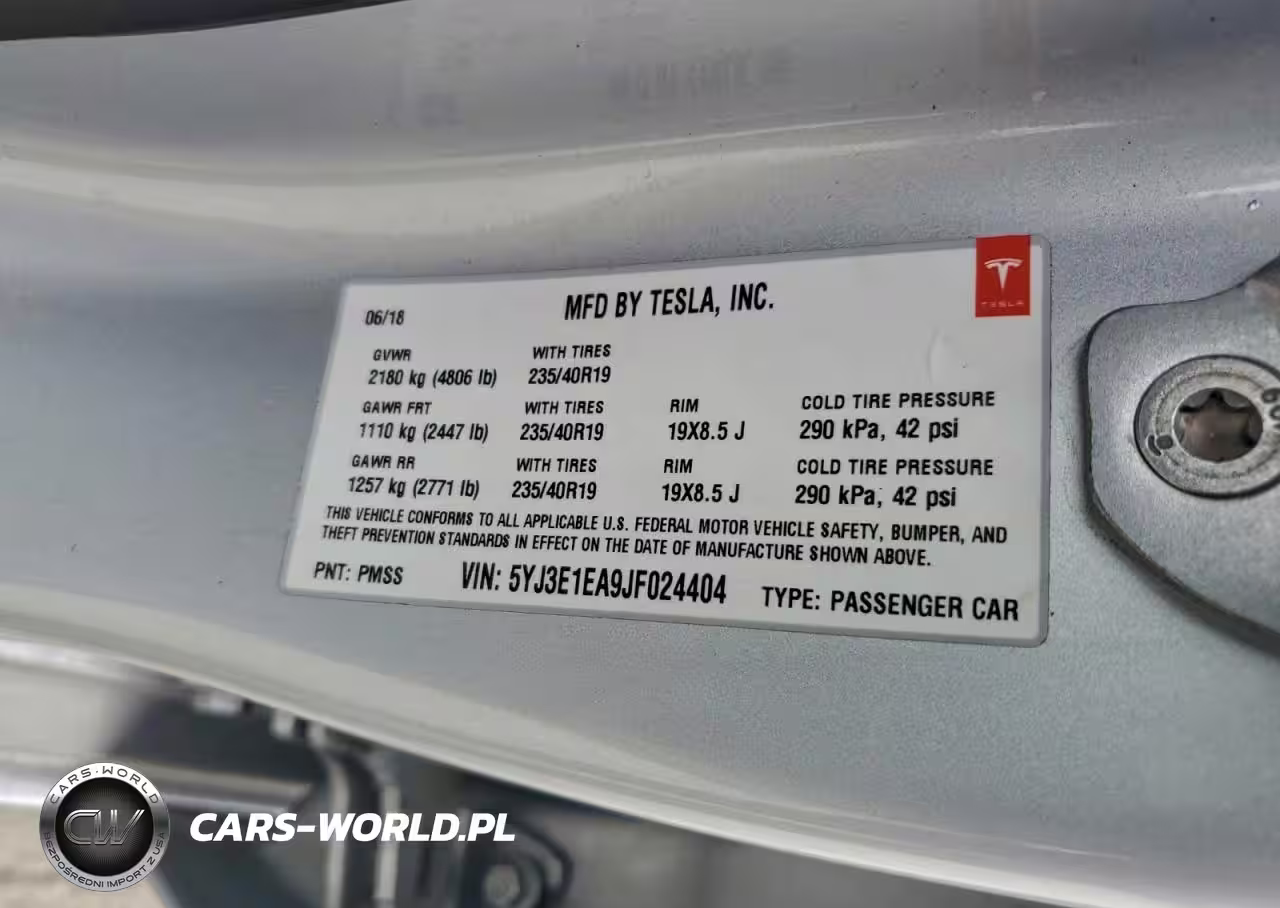 06/18 MFD BY TESLA, INC.
TESLA
GVWR WITH TIRES
2180 kg (4806 lb) 235/40R19
GAWR FRT WITH TIRES RIM COLD TIRE PRESSURE
1110 kg (2447 lb) 235/40R19 19X8.5 J 290 kPa, 42 psi
GAWR RR WITH TIRES RIM COLD TIRE PRESSURE
1257 kg (2771 lb) 235/40R19 19X8.5 J 290 kPa, 42 psi
THIS VEHICLE CONFORMS TO ALL APPLICABLE U.S. FEDERAL MOTOR VEHICLE SAFETY, BUMPER, AND
THEFT PREVENTION STANDARDS IN EFFECT ON THE DATE OF MANUFACTURE SHOWN ABOVE.
PNT: PMSS VIN: 5YJ3E1EA9JF024404 TYPE: PASSENGER CAR
CARS-WORLD
CW
BEZPOŚREDNI IMPORT Z USA
CARS-WORLD.PL